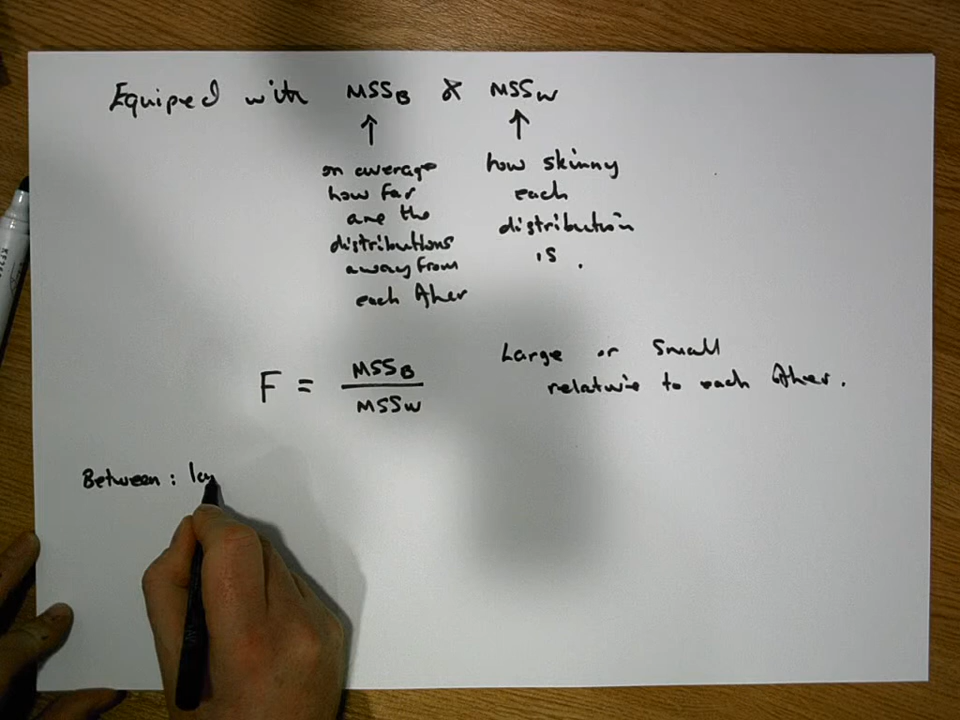 Equiped with MSSB & MSSW
↑ ↑
on average
how far
are the
distributions
away from
each other
how skinny
each
distribution
is.
F = MSSB / MSSW
Large or small
relative to each other.
Between: